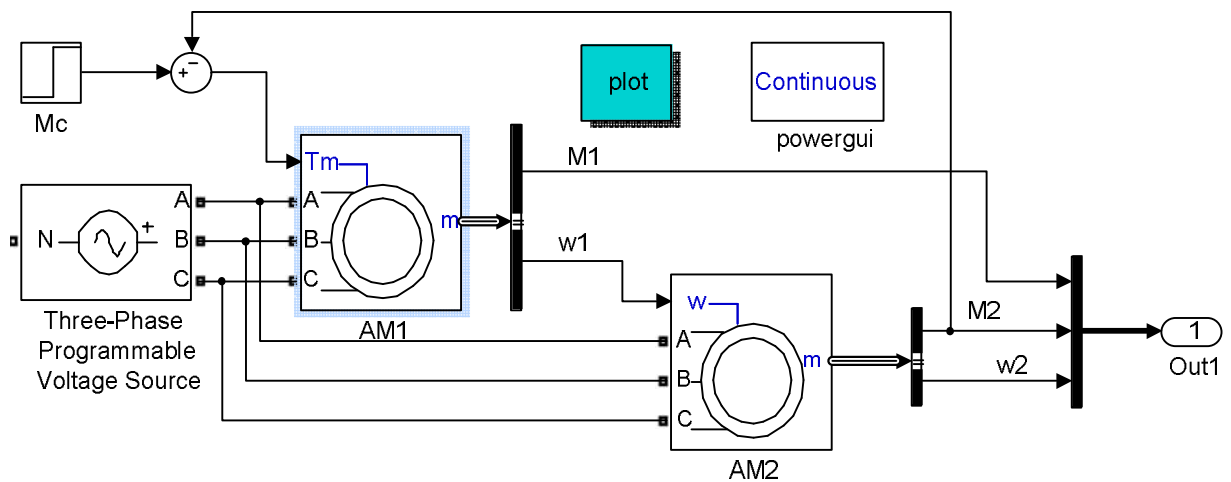 Mc
plot
Continuous
powergui
Tm
A
B
C
m
AM1
N
A
B
C
Three-Phase
Programmable
Voltage Source
M1
w1
w
A
B
C
m
AM2
M2
w2
1
Out1